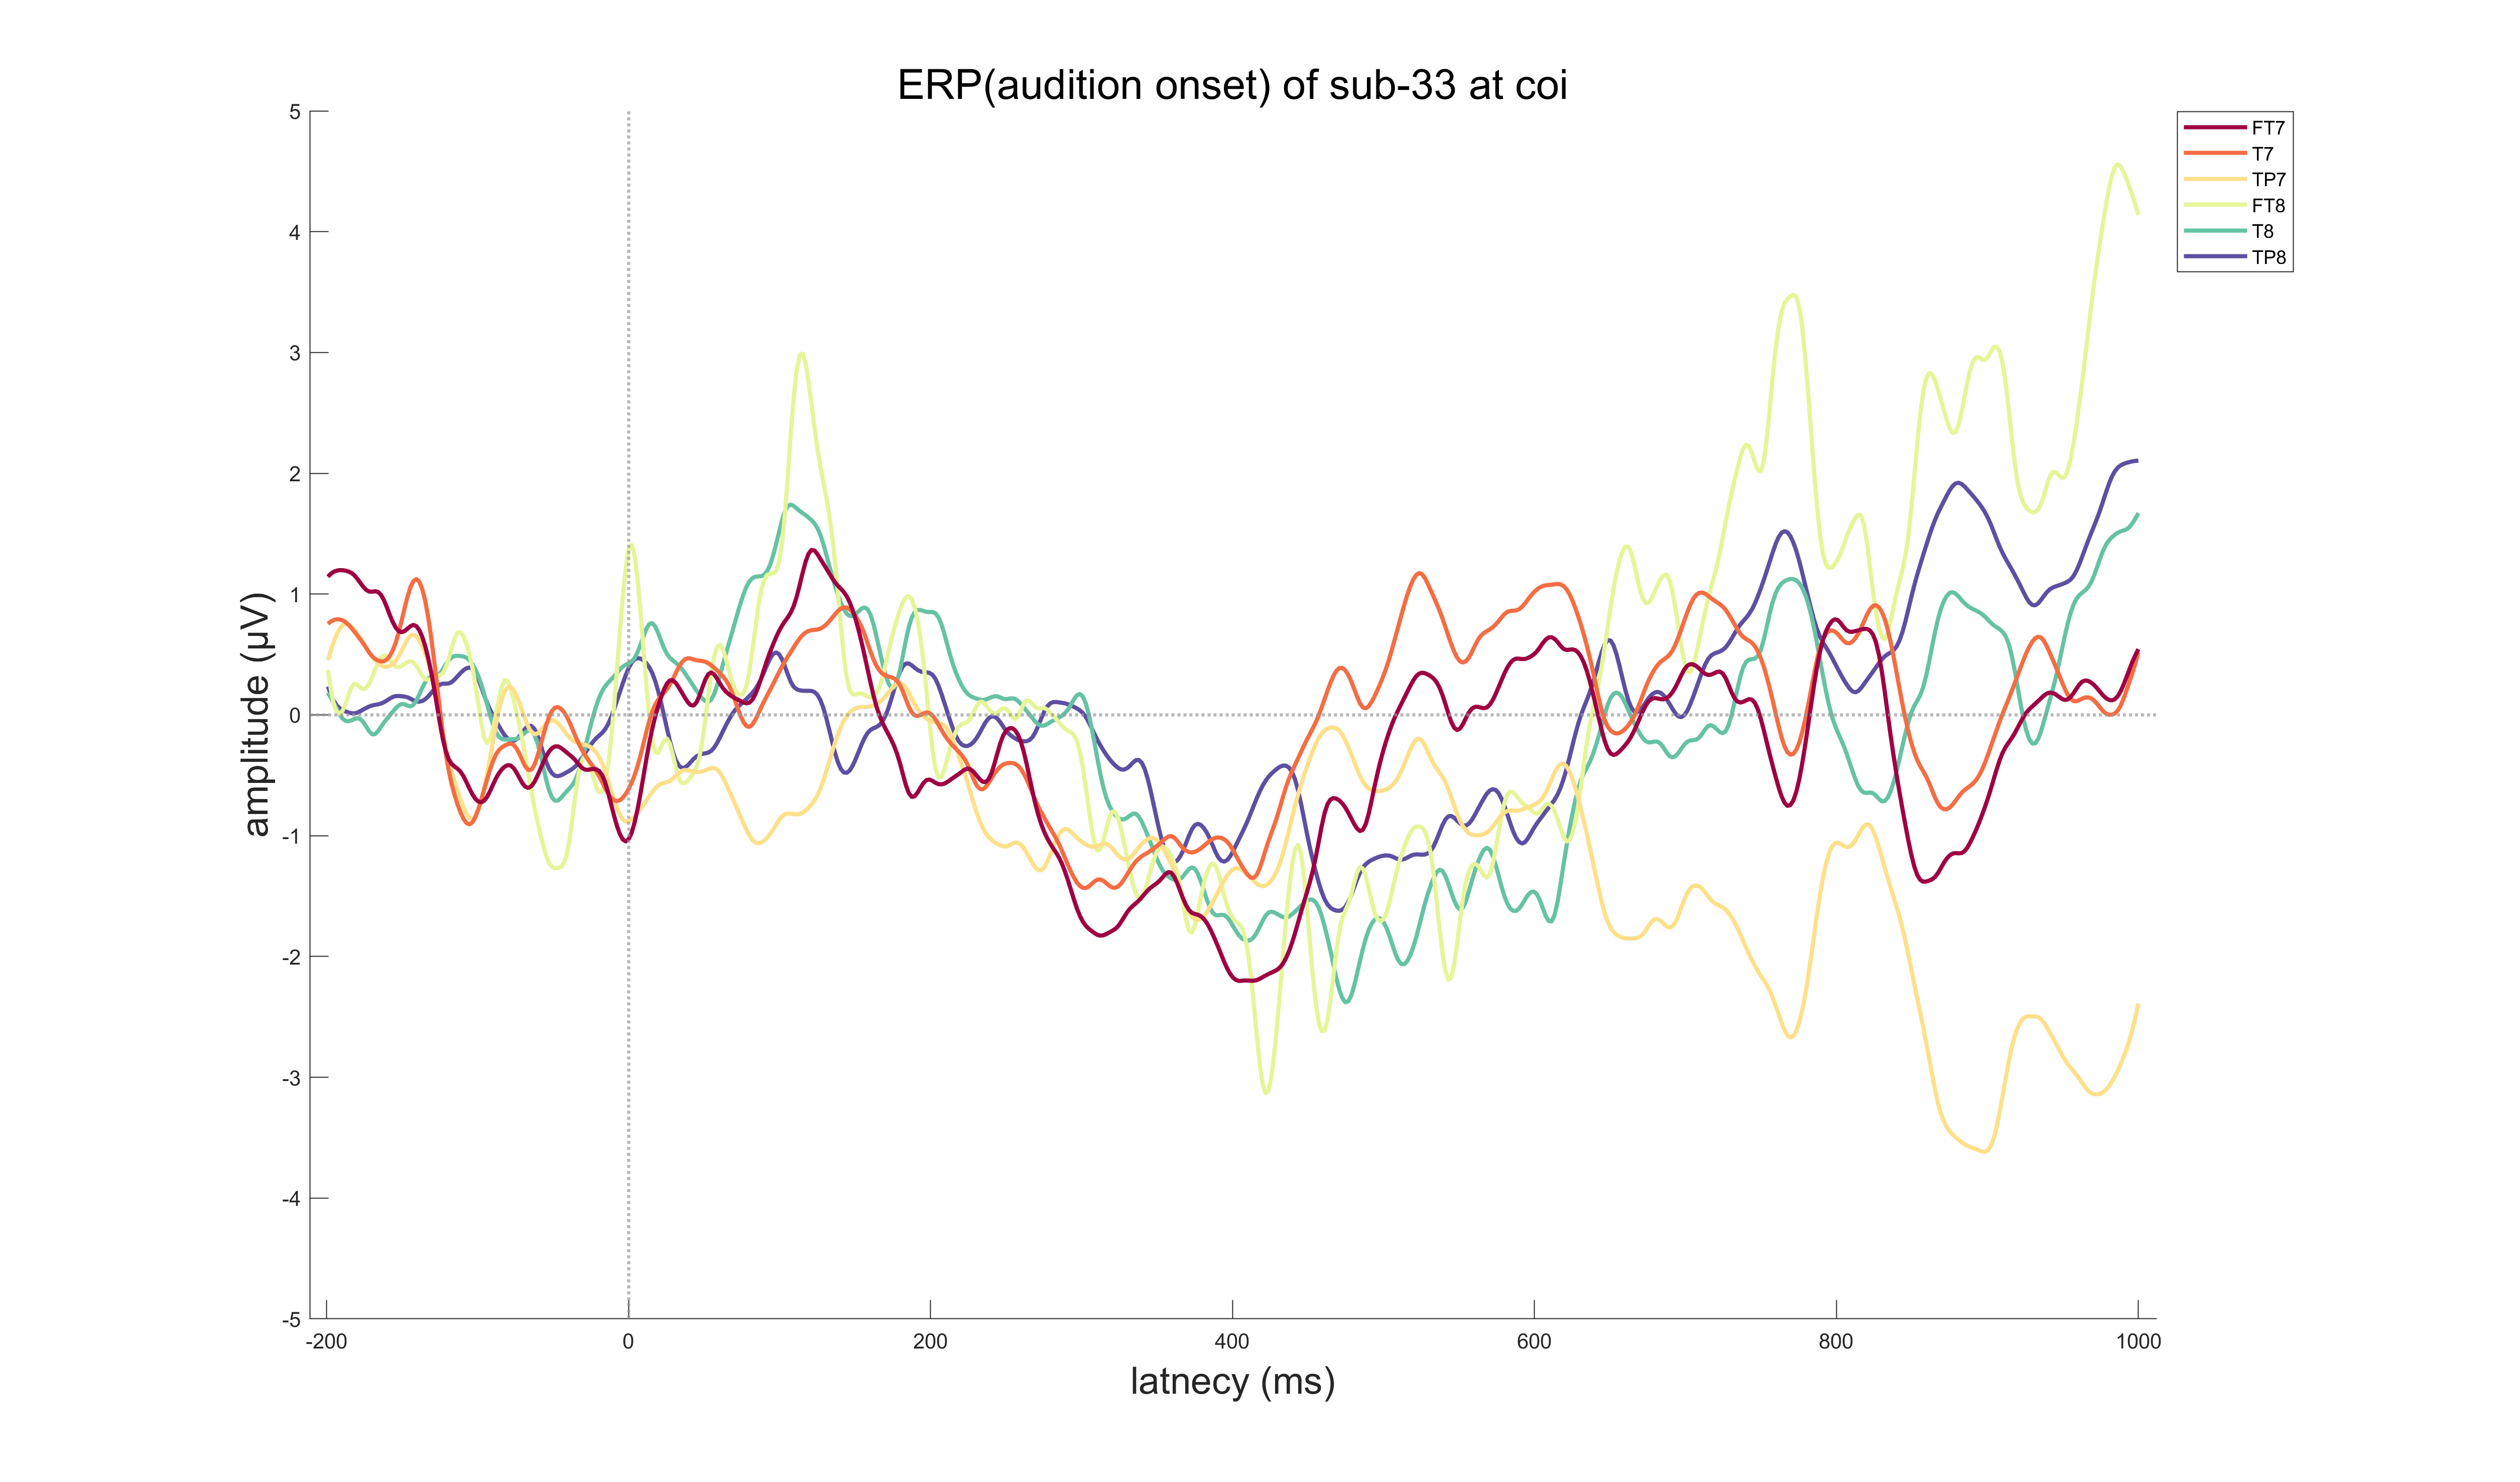 ERP(audition onset) of sub-33 at coi
5
4
3
2
1
0
-1
-2
-3
-4
-5
amplitude (µV)
-200 0 200 400 600 800 1000
latnecy (ms)
FT7
T7
TP7
FT8
T8
TP8